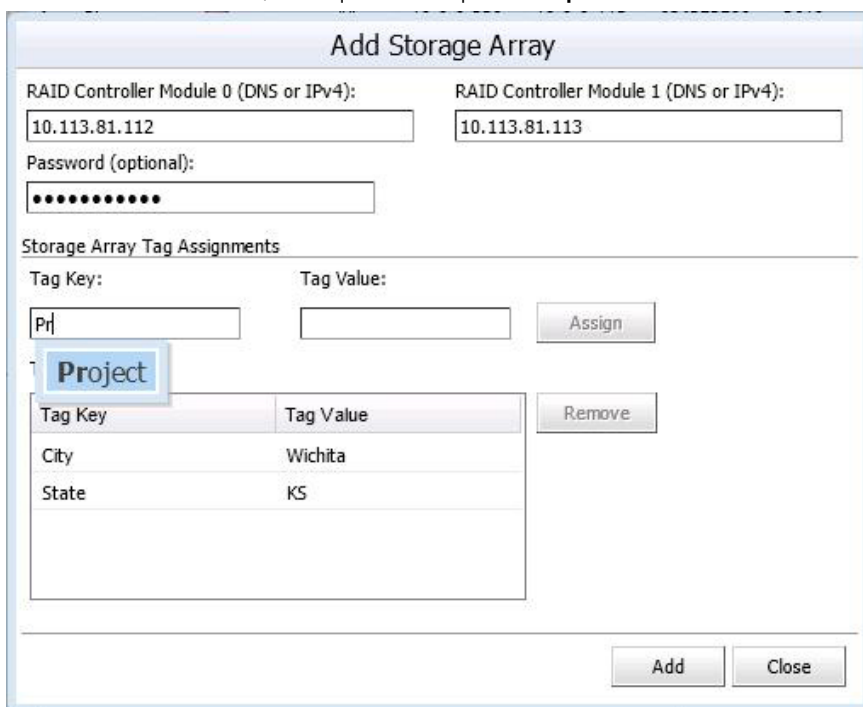 Add Storage Array
RAID Controller Module 0 (DNS or IPv4): RAID Controller Module 1 (DNS or IPv4):
10.113.81.112 10.113.81.113
Password (optional):
●●●●●●●●●●●
Storage Array Tag Assignments
Tag Key: Tag Value:
Pr Assign
Project
Tag Key Tag Value Remove
City Wichita
State KS
Add Close